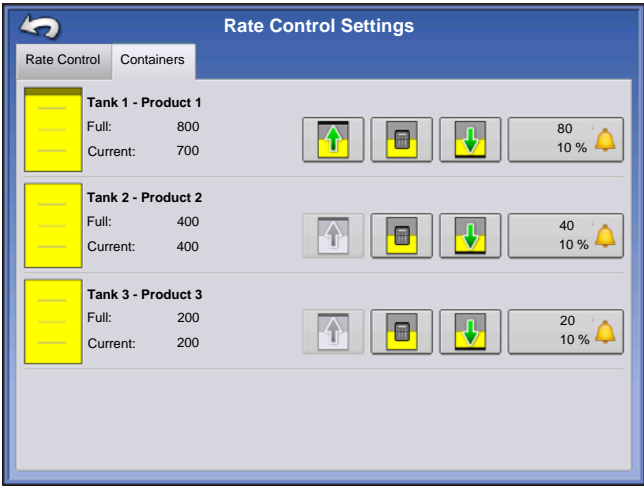 Rate Control Settings
Rate Control Containers
Tank 1 - Product 1
Full: 800
Current: 700
80
10 %
Tank 2 - Product 2
Full: 400
Current: 400
40
10 %
Tank 3 - Product 3
Full: 200
Current: 200
20
10 %